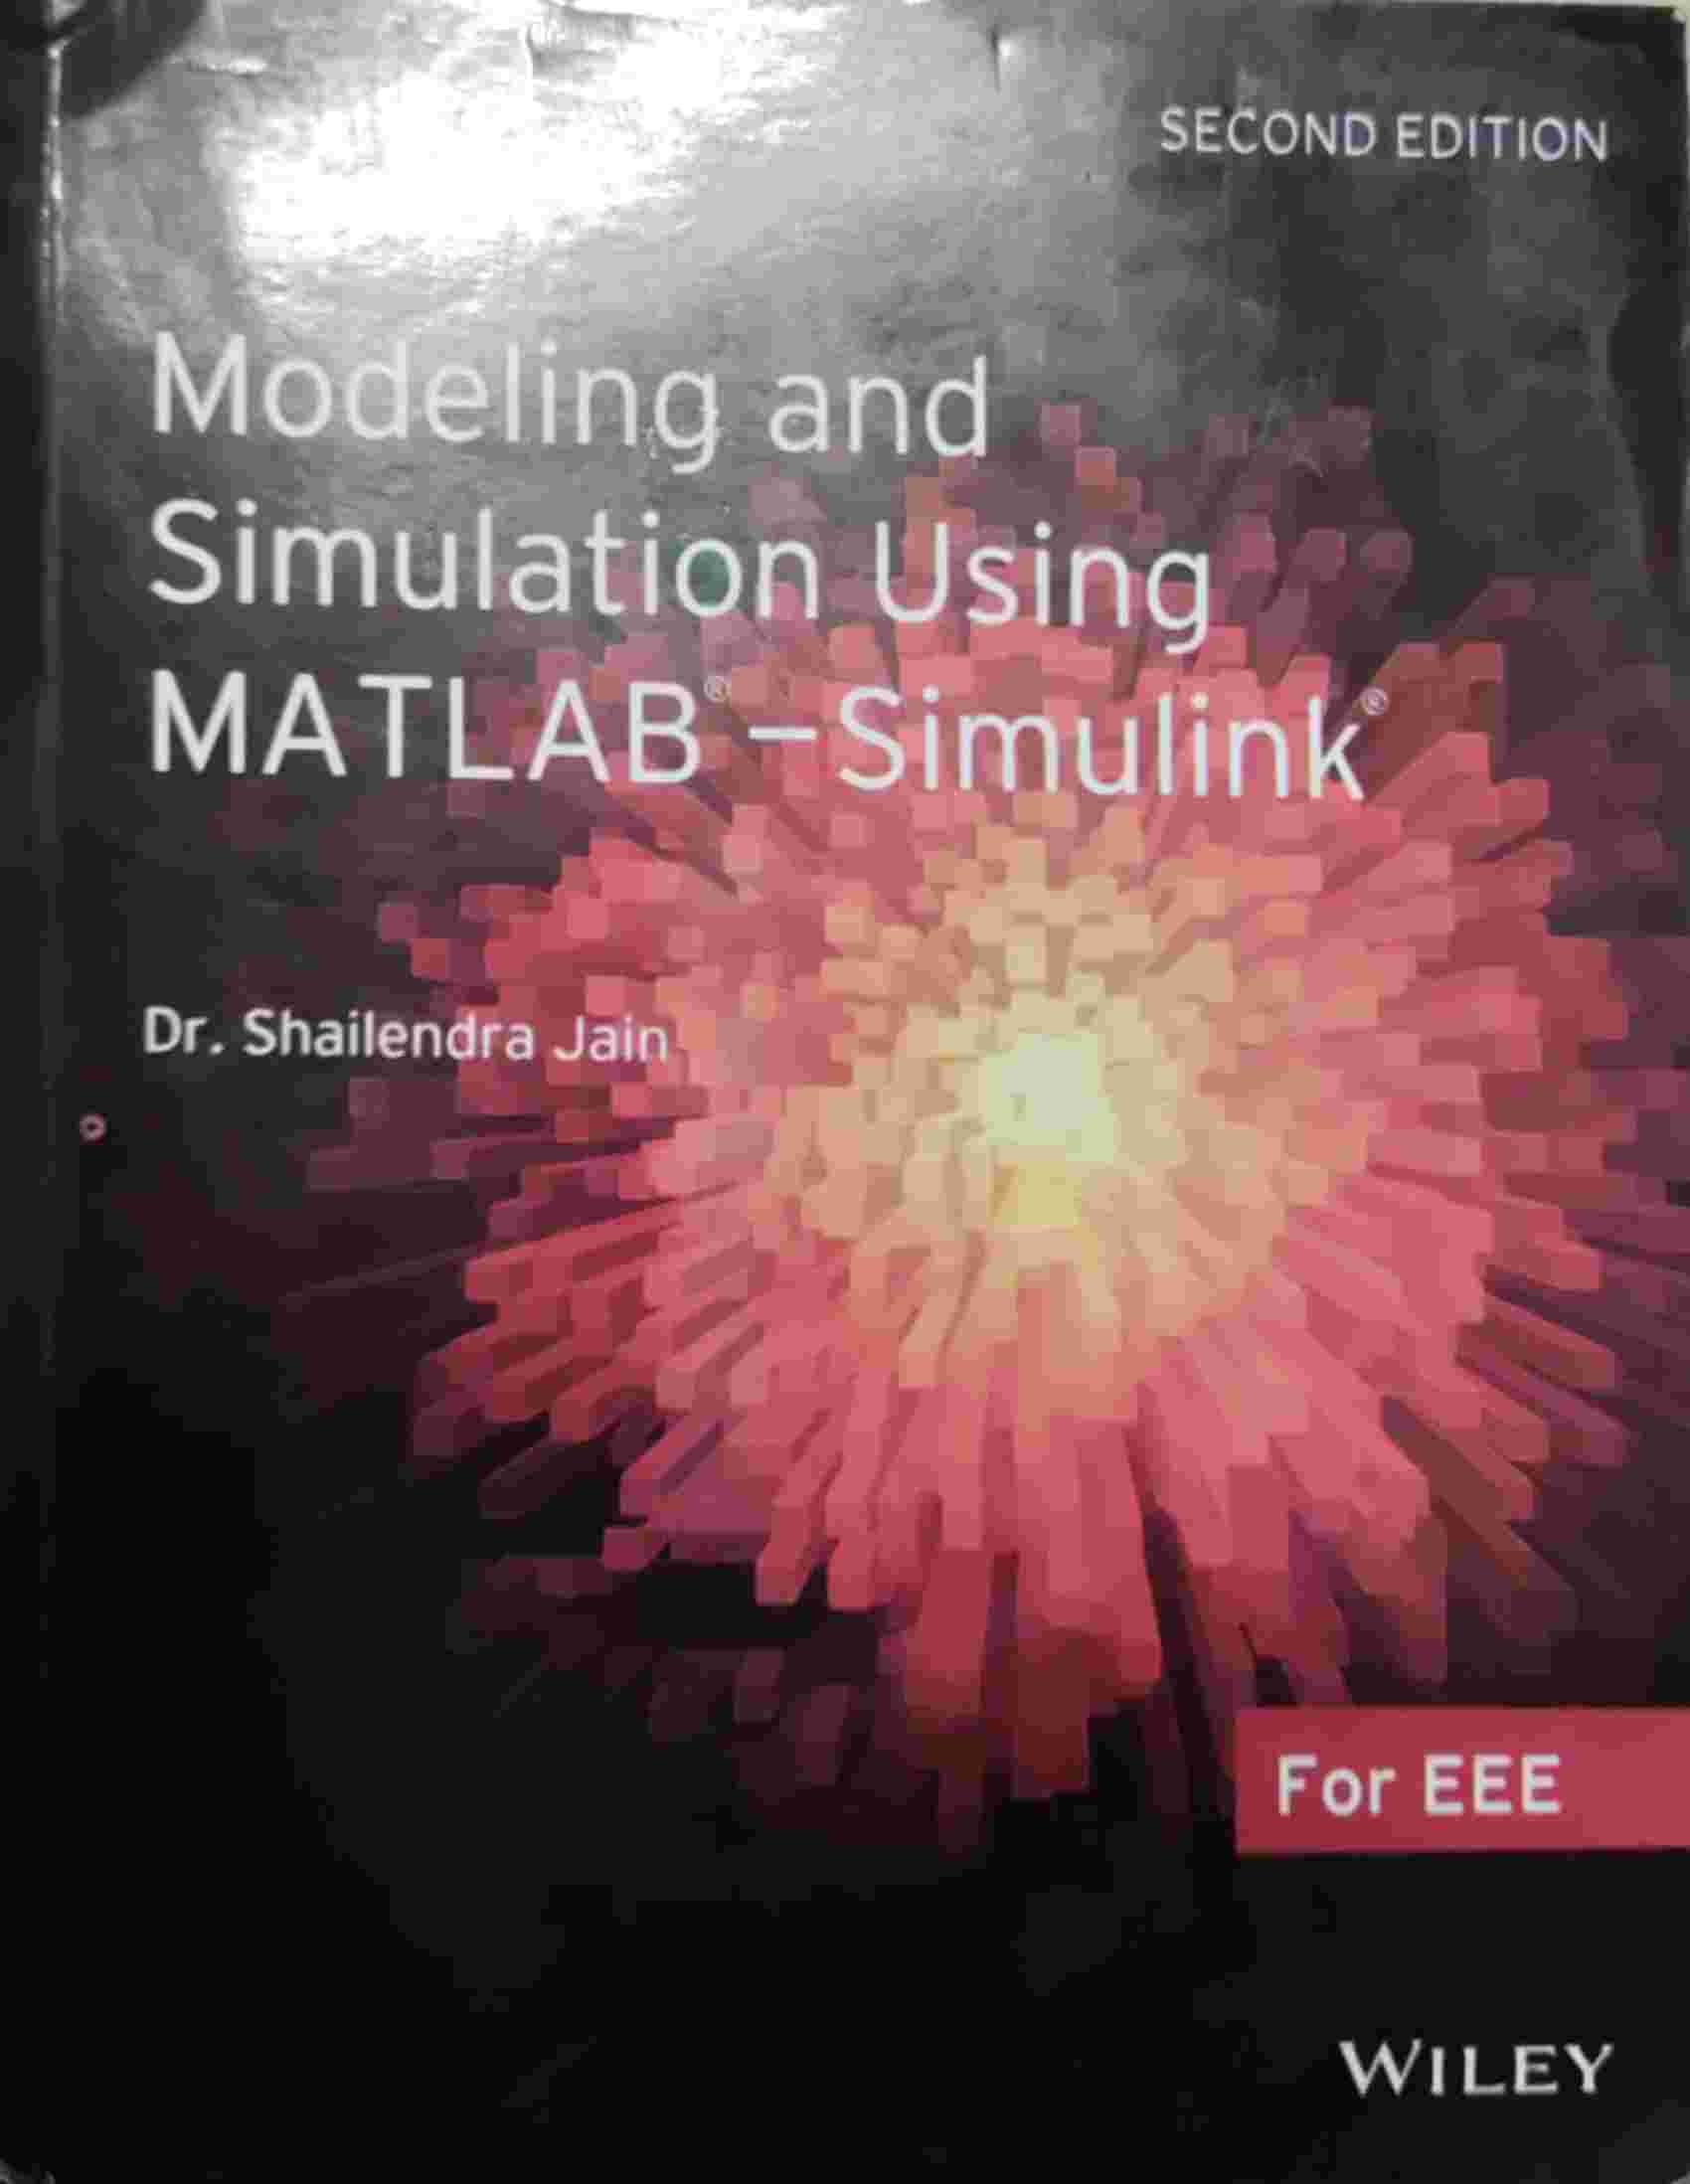 SECOND EDITION
Modeling and
Simulation Using
MATLAB®–Simulink®
Dr. Shailendra Jain
For EEE
WILEY